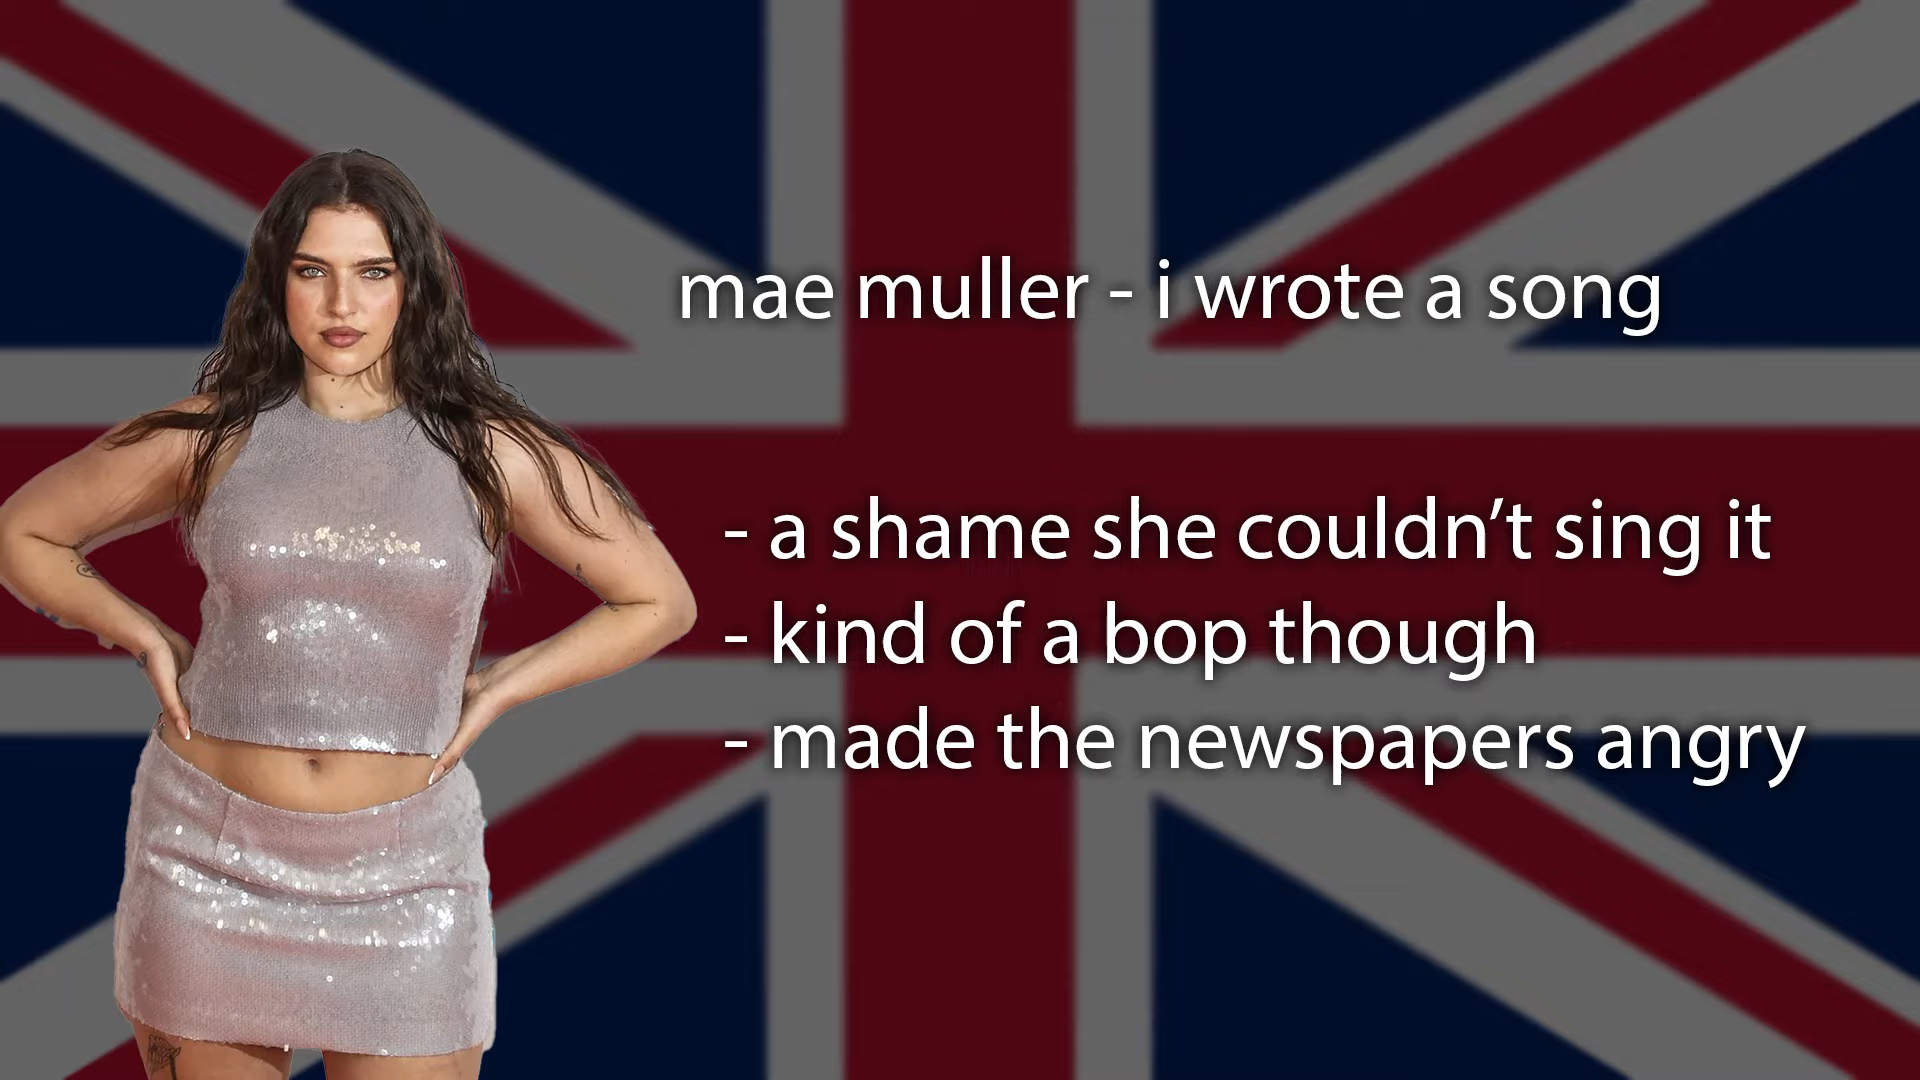 mae muller - i wrote a song
- a shame she couldn’t sing it
- kind of a bop though
- made the newspapers angry